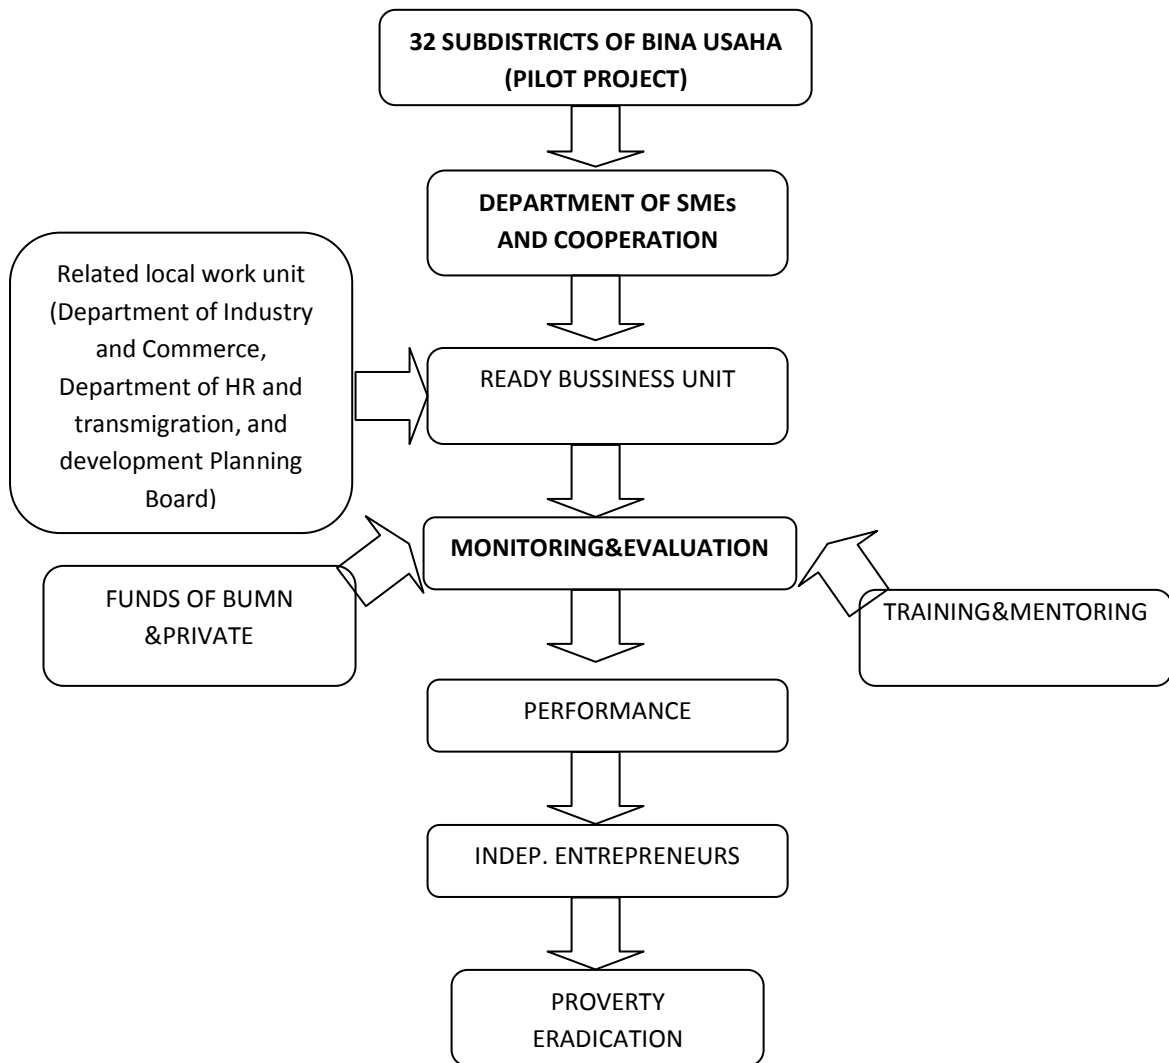 32 SUBDISTRICTS OF BINA USAHA
(PILOT PROJECT)
DEPARTMENT OF SMEs
AND COOPERATION
Related local work unit
(Department of Industry
and Commerce,
Department of HR and
transmigration, and
development Planning
Board)
READY BUSSINESS UNIT
MONITORING&EVALUATION
FUNDS OF BUMN
&PRIVATE
TRAINING&MENTORING
PERFORMANCE
INDEP. ENTREPRENEURS
PROVERTY
ERADICATION